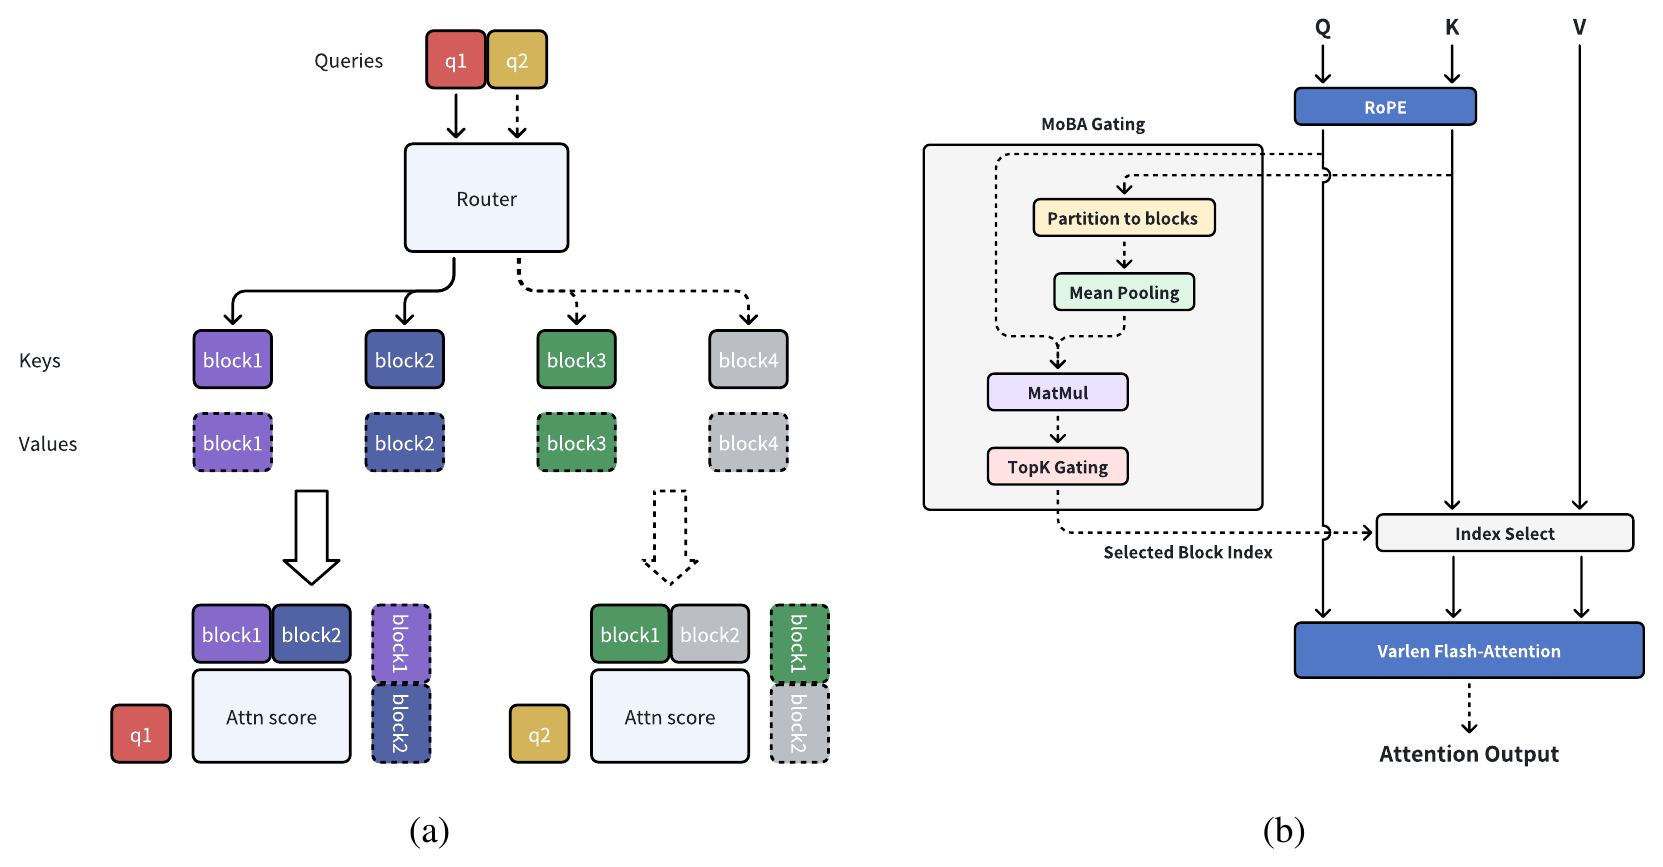 Queries
q1 q2
Router
Keys
block1 block2 block3 block4
Values
block1 block2 block3 block4
block1 block2
block1
block2
Attn score
q1
block1 block2
block1
block2
Attn score
q2
(a)
Q K V
RoPE
MoBA Gating
Partition to blocks
Mean Pooling
MatMul
TopK Gating
Index Select
Selected Block Index
Varlen Flash-Attention
Attention Output
(b)